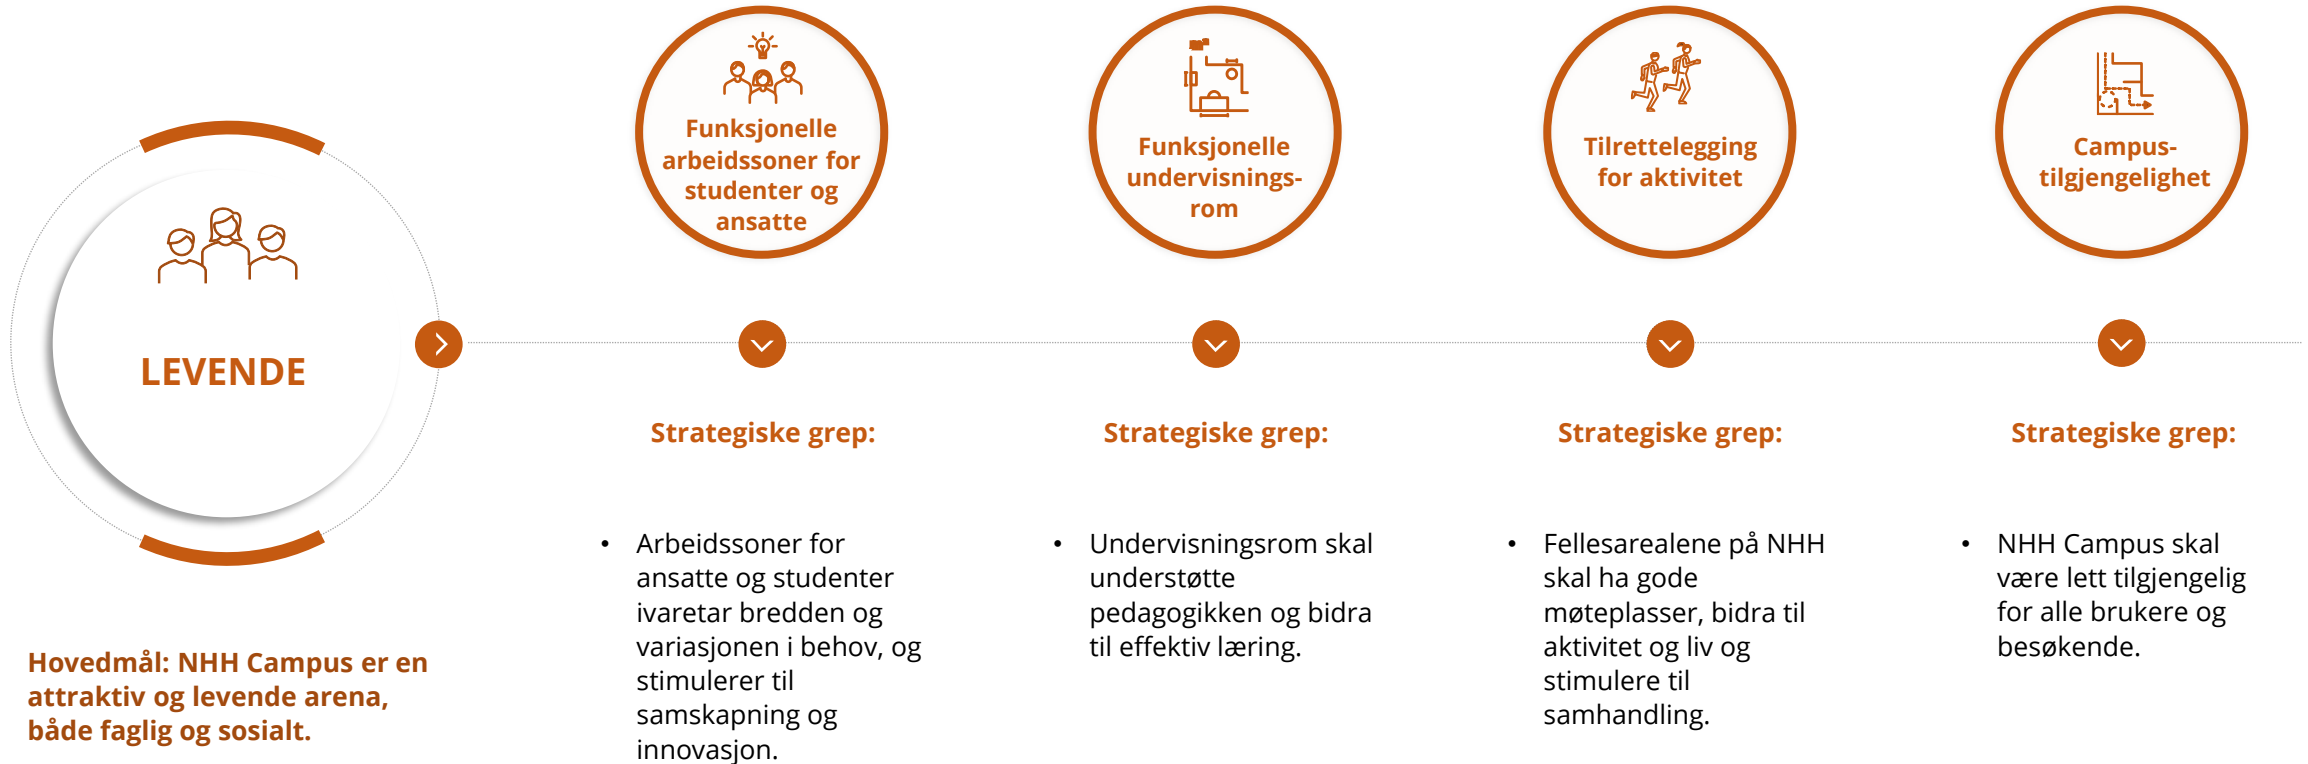 LEVENDE
Hovedmål: NHH Campus er en
attraktiv og levende arena,
både faglig og sosialt.
Funksjonelle
arbeidssoner for
studenter og
ansatte
Strategiske grep:
• Arbeidssoner for
ansatte og studenter
ivaretar bredden og
variasjonen i behov, og
stimulerer til
samskapning og
innovasjon.
Funksjonelle
undervisnings-
rom
Strategiske grep:
• Undervisningsrom skal
understøtte
pedagogikken og bidra
til effektiv læring.
Tilrettelegging
for aktivitet
Strategiske grep:
• Fellesarealene på NHH
skal ha gode
møteplasser, bidra til
aktivitet og liv og
stimulere til
samhandling.
Campus-
tilgjengelighet
Strategiske grep:
• NHH Campus skal
være lett tilgjengelig
for alle brukere og
besøkende.